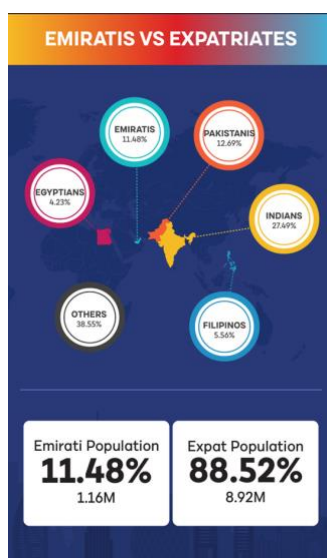 EMIRATIS VS EXPATRIATES
EMIRATIS
11.48%
PAKISTANIS
12.69%
EGYPTIANS
4.23%
INDIANS
27.49%
OTHERS
38.55%
FILIPINOS
5.56%
Emirati Population
11.48%
1.16M
Expat Population
88.52%
8.92M